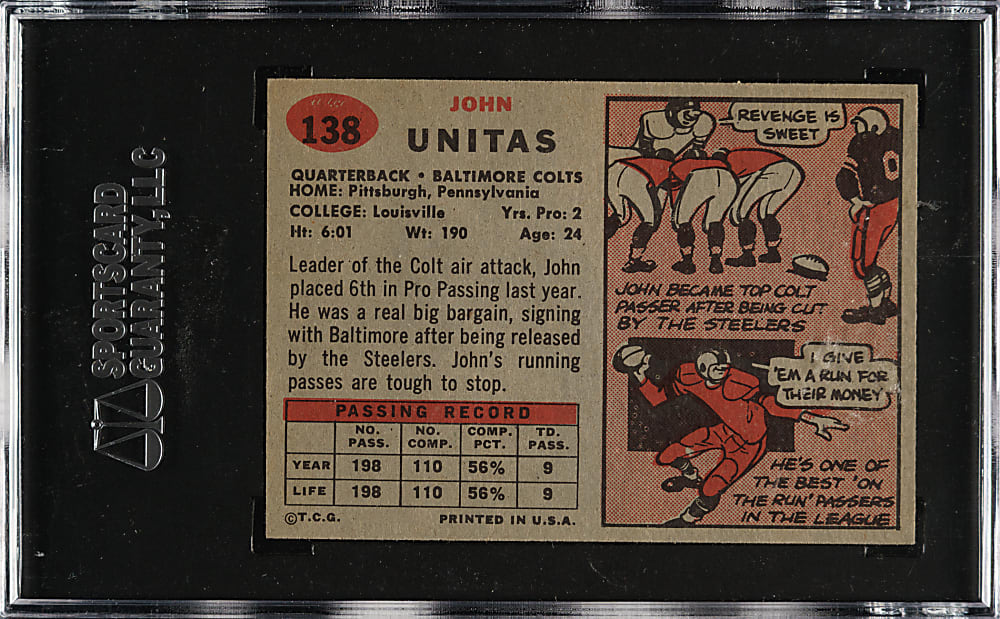 SPORTSCARD
GUARANTY, LLC
138
JOHN
UNITAS
QUARTERBACK • BALTIMORE COLTS
HOME: Pittsburgh, Pennsylvania
COLLEGE: Louisville Yrs. Pro: 2
Ht: 6:01 Wt: 190 Age: 24
Leader of the Colt air attack, John
placed 6th in Pro Passing last year.
He was a real big bargain, signing
with Baltimore after being released
by the Steelers. John's running
passes are tough to stop.
PASSING RECORD
NO. PASS. NO. COMP. COMP. PCT. TD. PASS.
YEAR 198 110 56% 9
LIFE 198 110 56% 9
©T.C.G. PRINTED IN U.S.A.
REVENGE IS
SWEET
JOHN BECAME TOP COLT
PASSER AFTER BEING CUT
BY THE STEELERS
I GIVE
'EM A RUN FOR
THEIR MONEY
HE'S ONE OF
THE BEST 'ON
THE RUN' PASSERS
IN THE LEAGUE